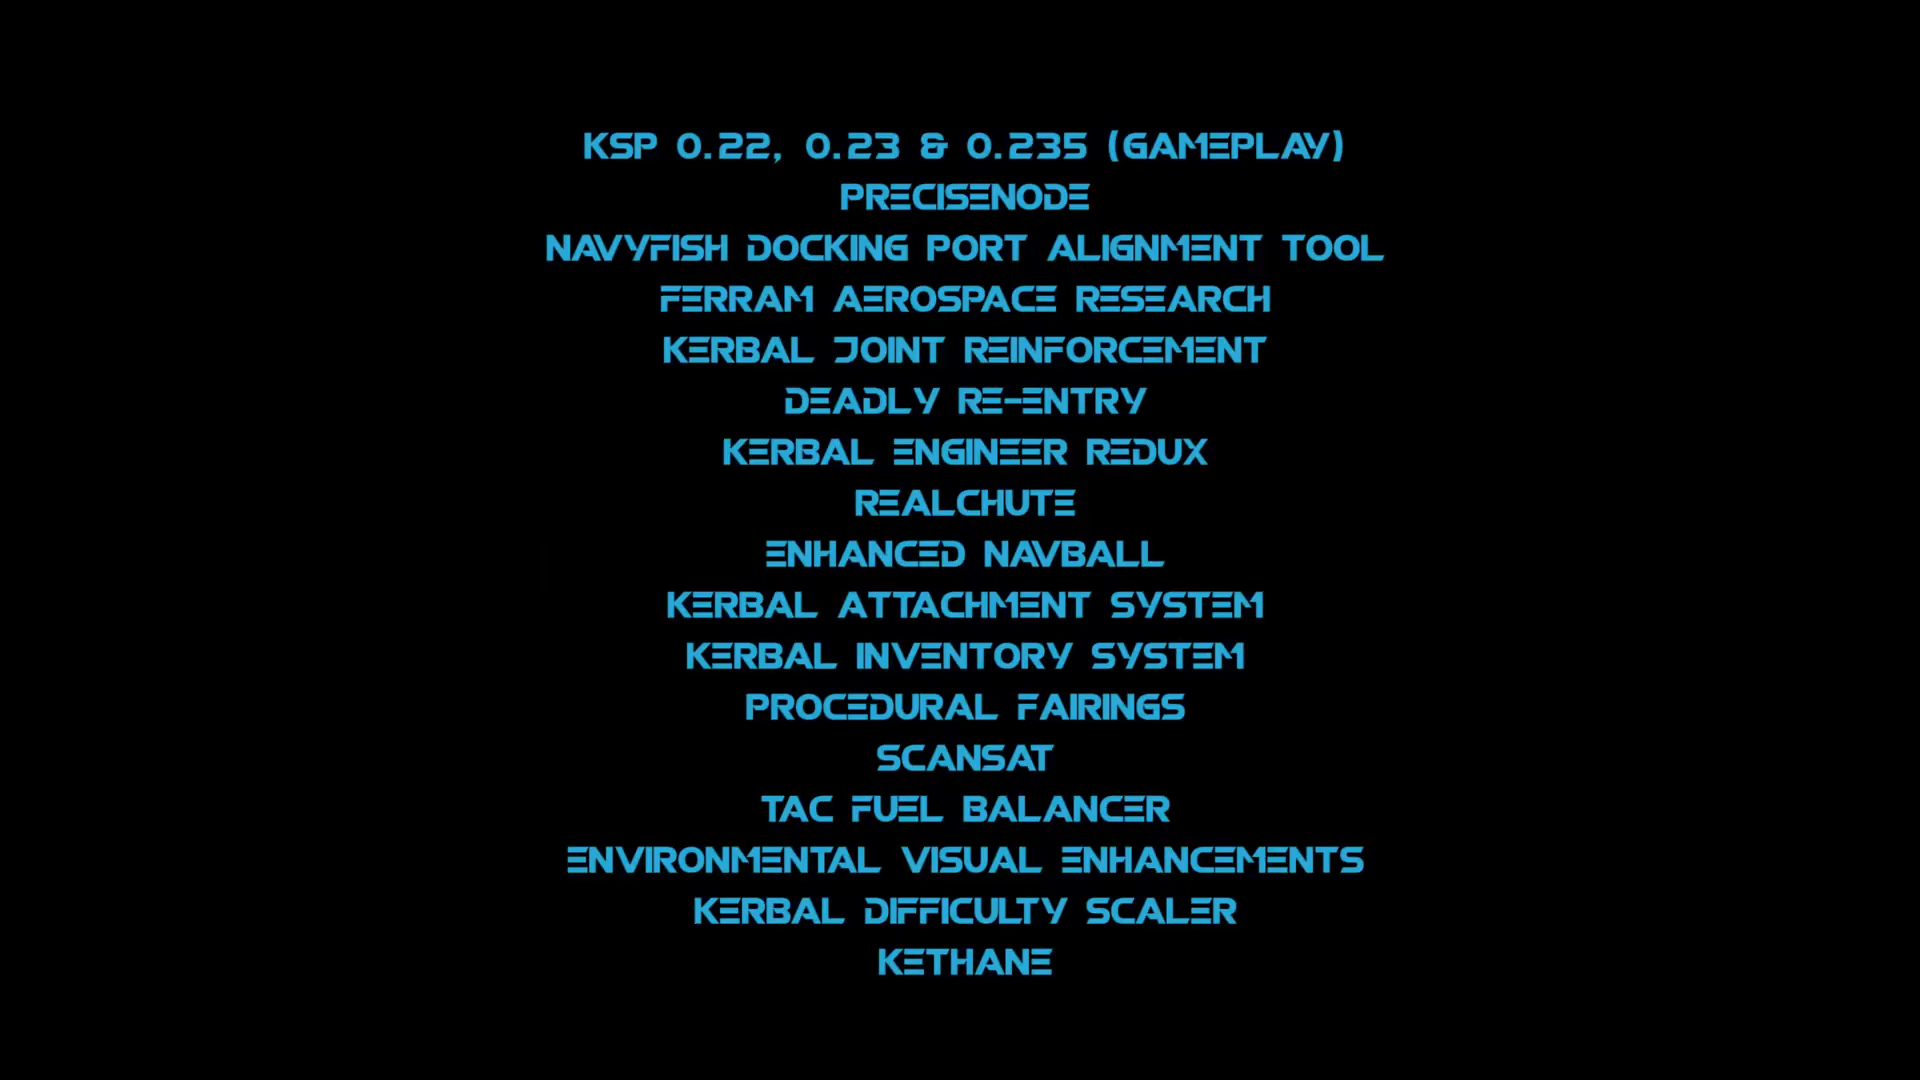 KSP 0.22, 0.23 & 0.235 (GAMEPLAY)
PRECISENODE
NAVYFISH DOCKING PORT ALIGNMENT TOOL
FERRAM AEROSPACE RESEARCH
KERBAL JOINT REINFORCEMENT
DEADLY RE-ENTRY
KERBAL ENGINEER REDUX
REALCHUTE
ENHANCED NAVBALL
KERBAL ATTACHMENT SYSTEM
KERBAL INVENTORY SYSTEM
PROCEDURAL FAIRINGS
SCANSAT
TAC FUEL BALANCER
ENVIRONMENTAL VISUAL ENHANCEMENTS
KERBAL DIFFICULTY SCALER
KETHANE